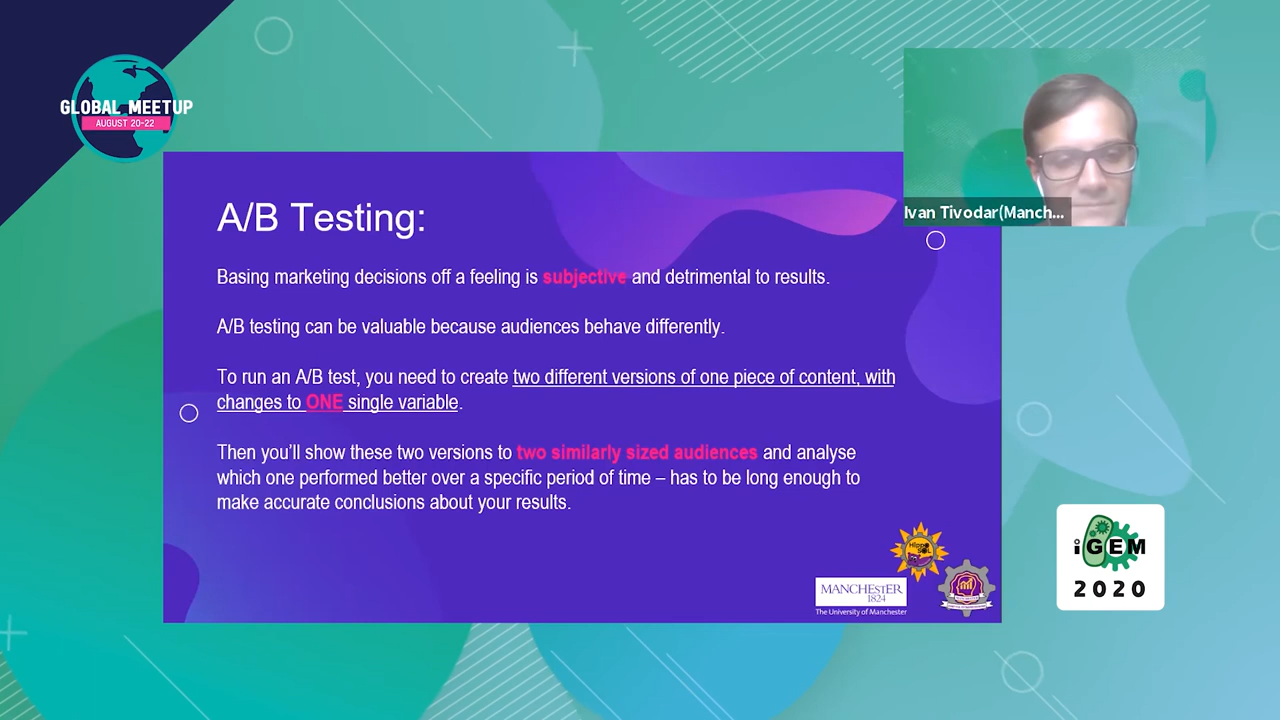 GLOBAL MEETUP
AUGUST 20-22
Ivan Tivodar(Manch...
A/B Testing:
Basing marketing decisions off a feeling is subjective and detrimental to results.
A/B testing can be valuable because audiences behave differently.
To run an A/B test, you need to create two different versions of one piece of content, with
changes to ONE single variable.
Then you'll show these two versions to two similarly sized audiences and analyse
which one performed better over a specific period of time – has to be long enough to
make accurate conclusions about your results.
Hippo
SOL
MANCHESTER
1824
The University of Manchester
iGEM
2020